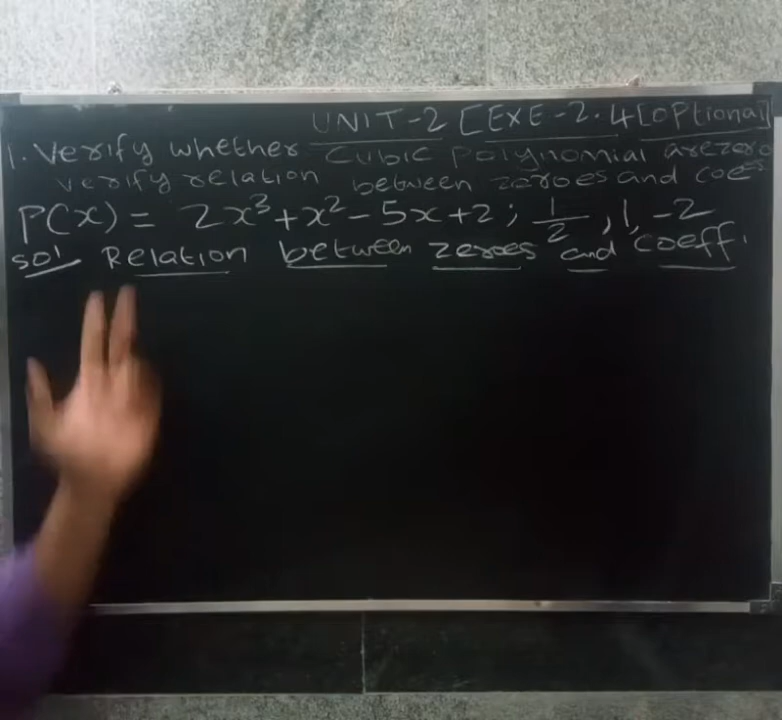 UNIT-2 [EXE-2.4[OPtional]
1. Verify whether cubic polynomial are zero
verify relation between zeroes and coe
P(x) = 2x³+x²-5x+2; 1/2, 1, -2
sol Relation between zeroes and coeff.